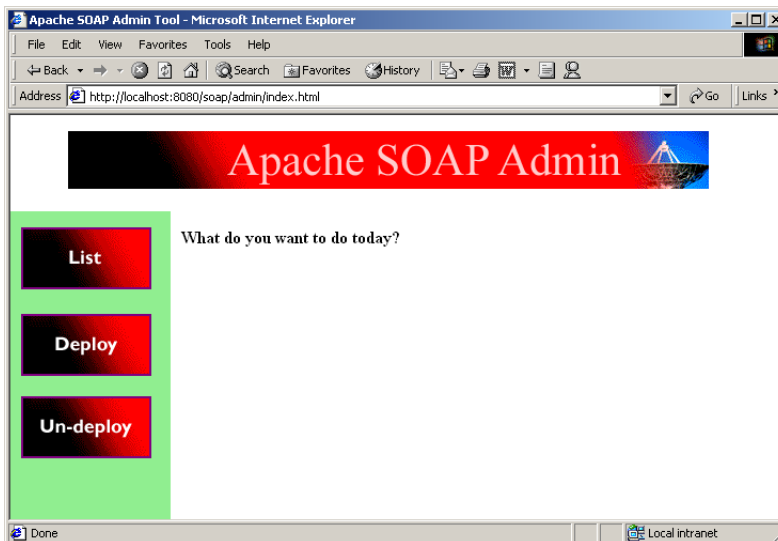 Apache SOAP Admin Tool - Microsoft Internet Explorer
File Edit View Favorites Tools Help
Back Search Favorites History
Address http://localhost:8080/soap/admin/index.html Go Links
Apache SOAP Admin
What do you want to do today?
List
Deploy
Un-deploy
Done Local intranet